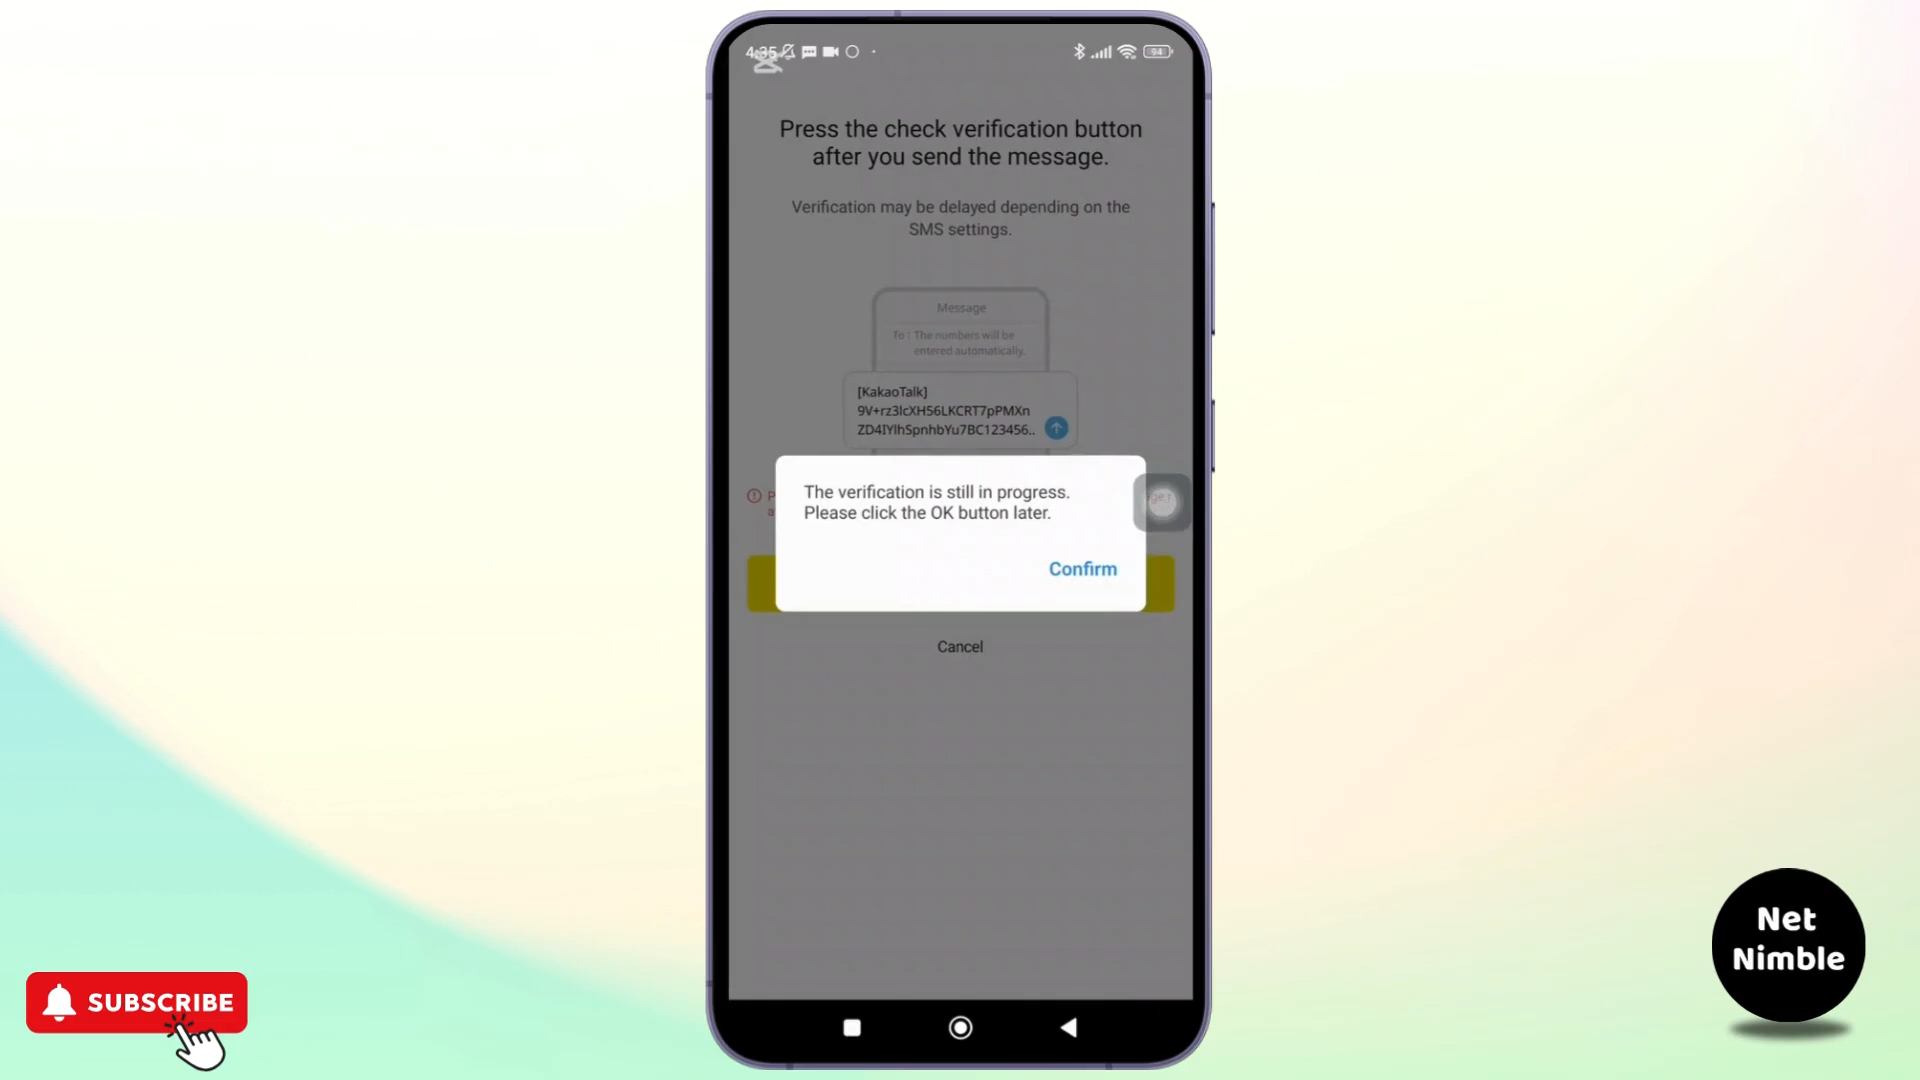 4:35
94
Press the check verification button
after you send the message.
Verification may be delayed depending on the
SMS settings.
Message
To : The numbers will be
entered automatically.
[KakaoTalk]
9V+rz3lcXH56LKCRT7pPMXn
ZD4IYlhSpnhbYu7BC123456..
The verification is still in progress.
Please click the OK button later.
Confirm
Cancel
SUBSCRIBE
Net
Nimble